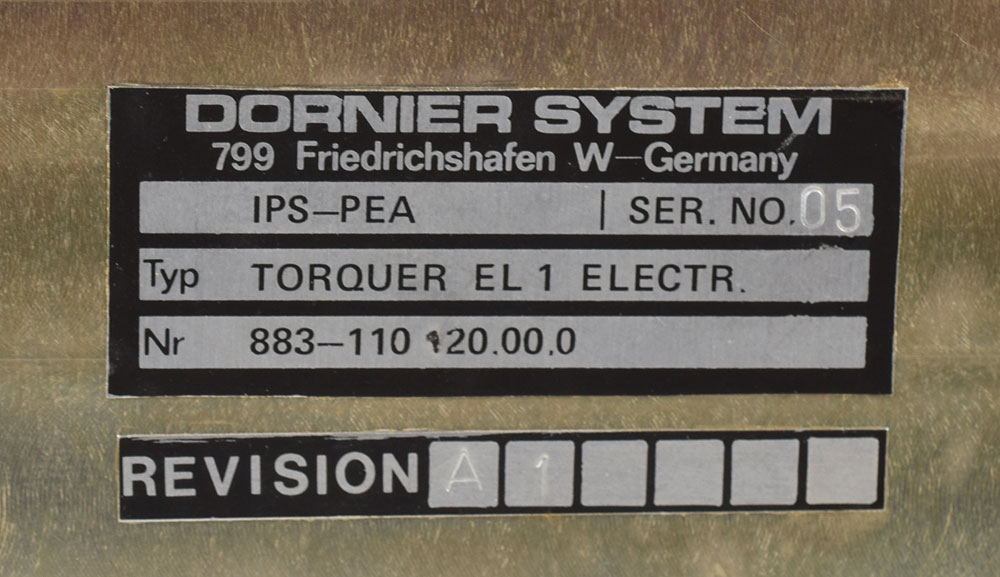 DORNIER SYSTEM
799 Friedrichshafen W–Germany
IPS–PEA | SER. NO. 05
Typ TORQUER EL 1 ELECTR.
Nr 883–110 120.00.0
REVISION A 1